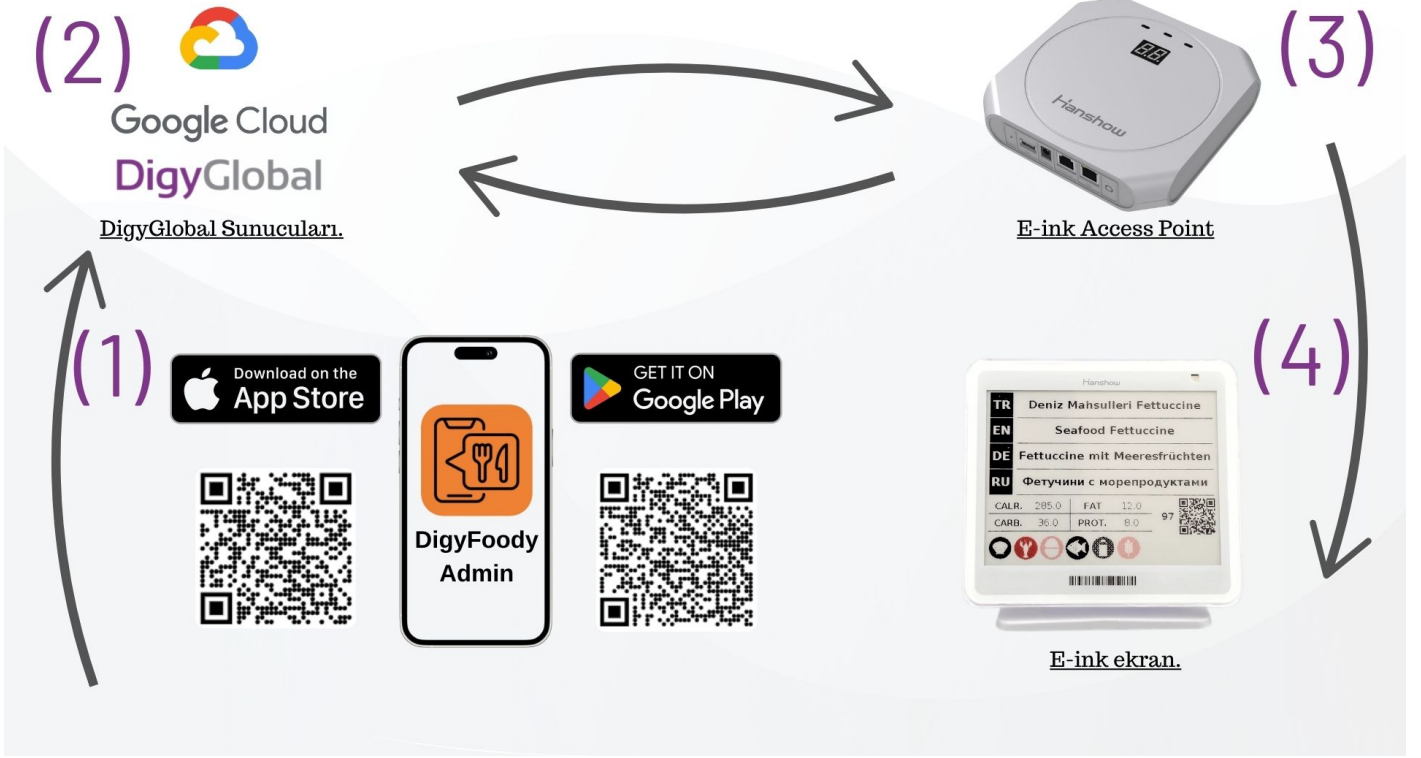 (2)
Google Cloud
DigyGlobal
DigyGlobal Sunucuları.
(3)
8.8.
Hanshow
E-ink Access Point
(1)
Download on the
App Store
DigyFoody
Admin
GET IT ON
Google Play
(4)
Hanshow
TR Deniz Mahsulleri Fettuccine
EN Seafood Fettuccine
DE Fettuccine mit Meeresfrüchten
RU Фетучини с морепродуктами
CALR. 285.0 FAT 12.0
CARB. 36.0 PROT. 8.0
97
E-ink ekran.